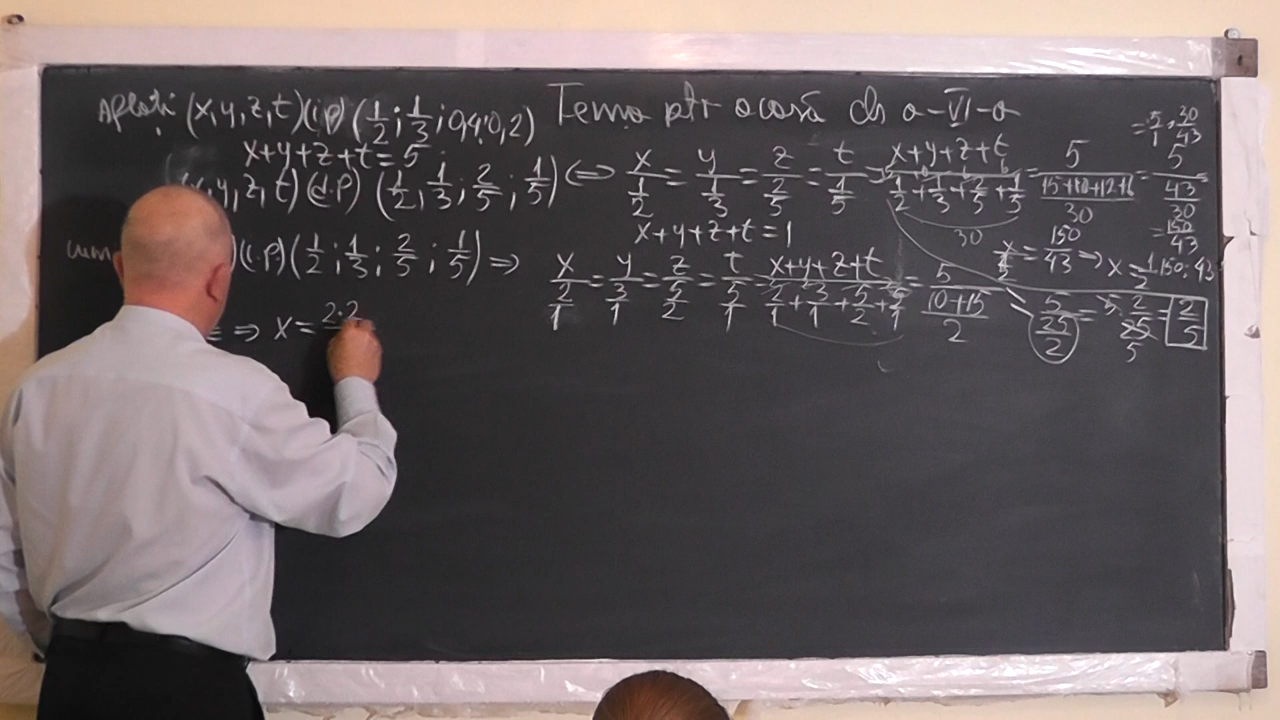 Aflați (x,y,z,t)(i.p)(1/2; 1/3; 0,4; 0,2) Tema ptr acasă cls a-VI-a
x+y+z+t=5
x,y,z,t)(d.p)(1/2, 1/3; 2/5; 1/5) ⇔ x/(1/2) = y/(1/3) = z/(2/5) = t/(1/5) = (x+y+z+t)/(1/2+1/3+2/5+1/5) = 5/((15+10+12+6)/30) = 5/(43/30) =
= 5/1 · 30/43
= 150/43
30
x+y+z+t=1
= 150/43 ⇒ x = 1/2 150:43
)(i.p)(1/2; 1/3; 2/5; 1/5) ⇒ x/(2/1) = y/(3/1) = z/(5/2) = t/(5/1) = (x+y+z+t)/(2/1+3/1+5/2+5/1) = 5/((10+15)/2) = 5/(25/2) = 5·2/25 = 2/5
5
⇒ x = 2·2